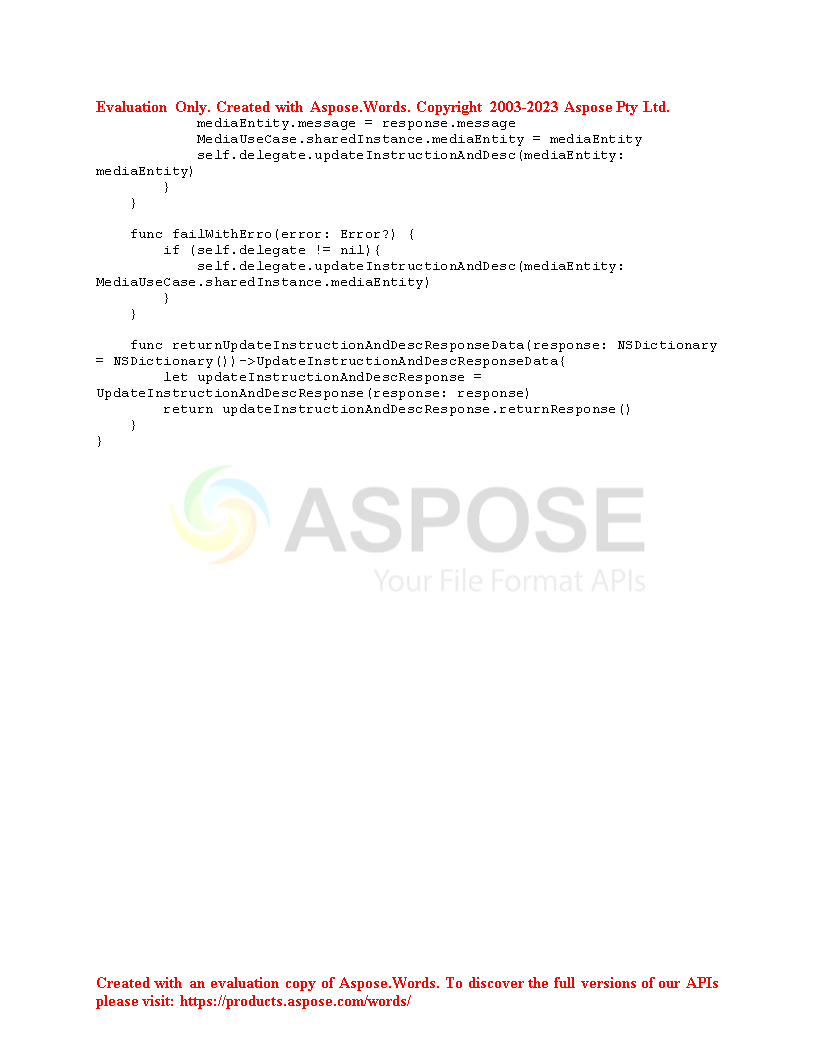 Evaluation Only. Created with Aspose.Words. Copyright 2003-2023 Aspose Pty Ltd.
            mediaEntity.message = response.message
            MediaUseCase.sharedInstance.mediaEntity = mediaEntity
            self.delegate.updateInstructionAndDesc(mediaEntity:
mediaEntity)
        }
    }

    func failWithErro(error: Error?) {
        if (self.delegate != nil){
            self.delegate.updateInstructionAndDesc(mediaEntity:
MediaUseCase.sharedInstance.mediaEntity)
        }
    }

    func returnUpdateInstructionAndDescResponseData(response: NSDictionary
= NSDictionary())->UpdateInstructionAndDescResponseData{
        let updateInstructionAndDescResponse =
UpdateInstructionAndDescResponse(response: response)
        return updateInstructionAndDescResponse.returnResponse()
    }
}
ASPOSE
Your File Format APIs
Created with an evaluation copy of Aspose.Words. To discover the full versions of our APIs
please visit: https://products.aspose.com/words/